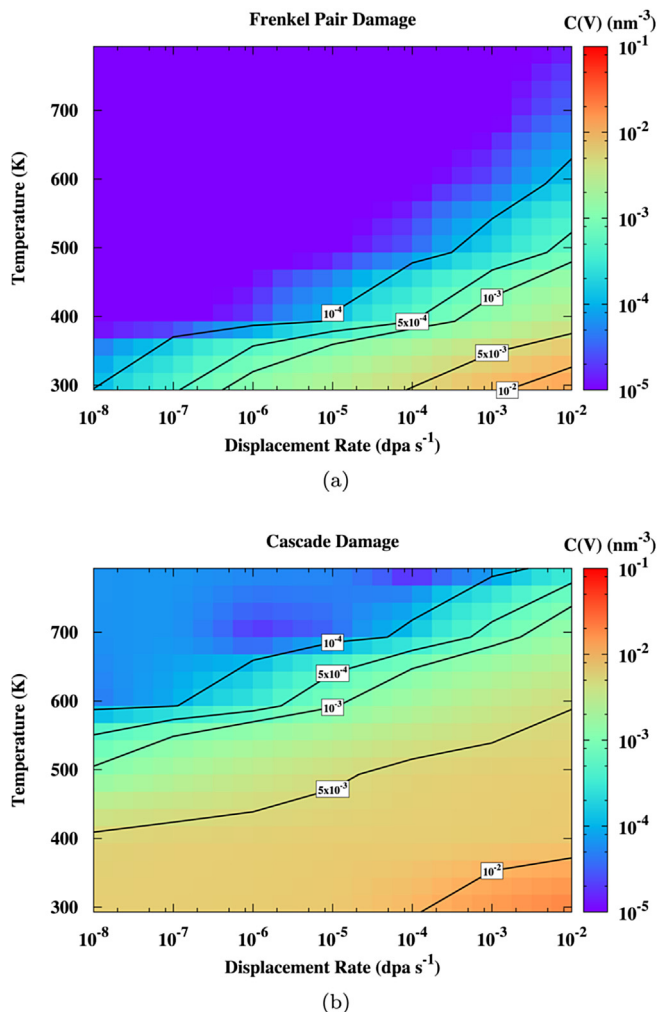 Frenkel Pair Damage
C(V) (nm⁻³)
10⁻¹
10⁻²
10⁻³
10⁻⁴
10⁻⁵
Temperature (K)
700
600
500
400
300
10⁻⁴
5x10⁻⁴
10⁻³
5x10⁻³
10⁻²
10⁻⁸ 10⁻⁷ 10⁻⁶ 10⁻⁵ 10⁻⁴ 10⁻³ 10⁻²
Displacement Rate (dpa s⁻¹)
(a)
Cascade Damage
C(V) (nm⁻³)
10⁻¹
10⁻²
10⁻³
10⁻⁴
10⁻⁵
Temperature (K)
700
600
500
400
300
10⁻⁴
5x10⁻⁴
10⁻³
5x10⁻³
10⁻²
10⁻⁸ 10⁻⁷ 10⁻⁶ 10⁻⁵ 10⁻⁴ 10⁻³ 10⁻²
Displacement Rate (dpa s⁻¹)
(b)